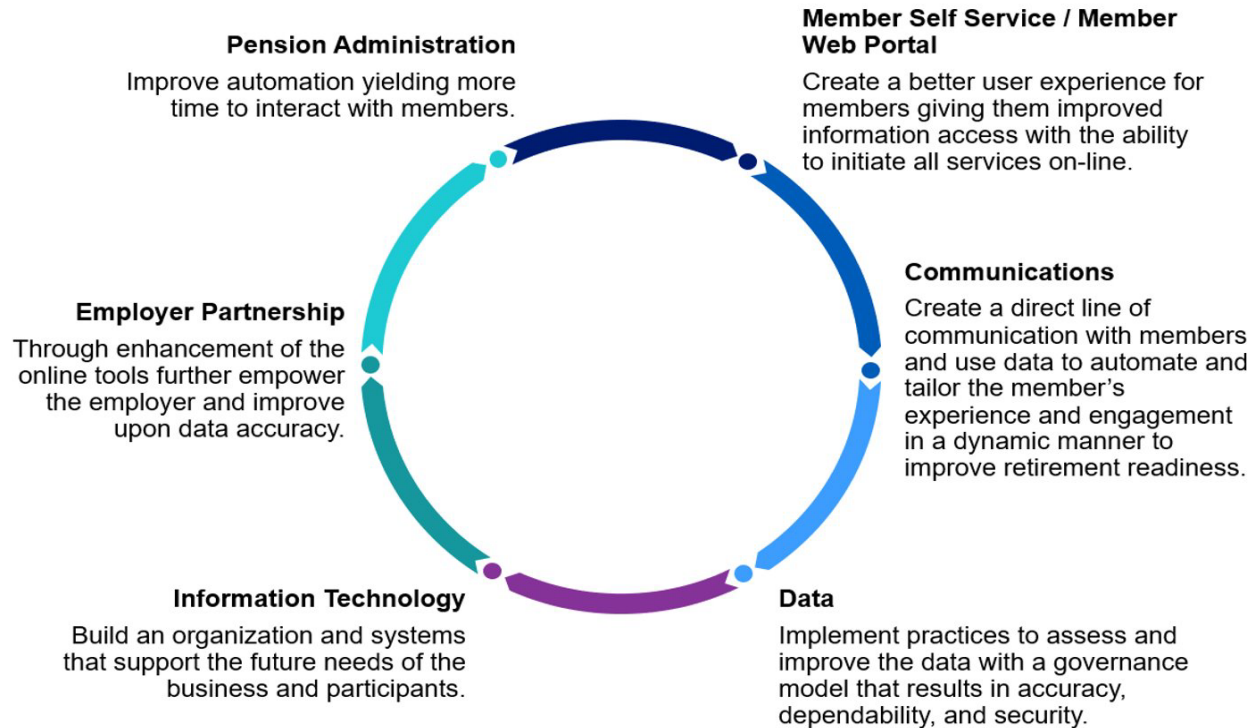 Pension Administration
Improve automation yielding more
time to interact with members.
Member Self Service / Member
Web Portal
Create a better user experience for
members giving them improved
information access with the ability
to initiate all services on-line.
Communications
Create a direct line of
communication with members
and use data to automate and
tailor the member’s
experience and engagement
in a dynamic manner to
improve retirement readiness.
Data
Implement practices to assess and
improve the data with a governance
model that results in accuracy,
dependability, and security.
Information Technology
Build an organization and systems
that support the future needs of the
business and participants.
Employer Partnership
Through enhancement of the
online tools further empower
the employer and improve
upon data accuracy.